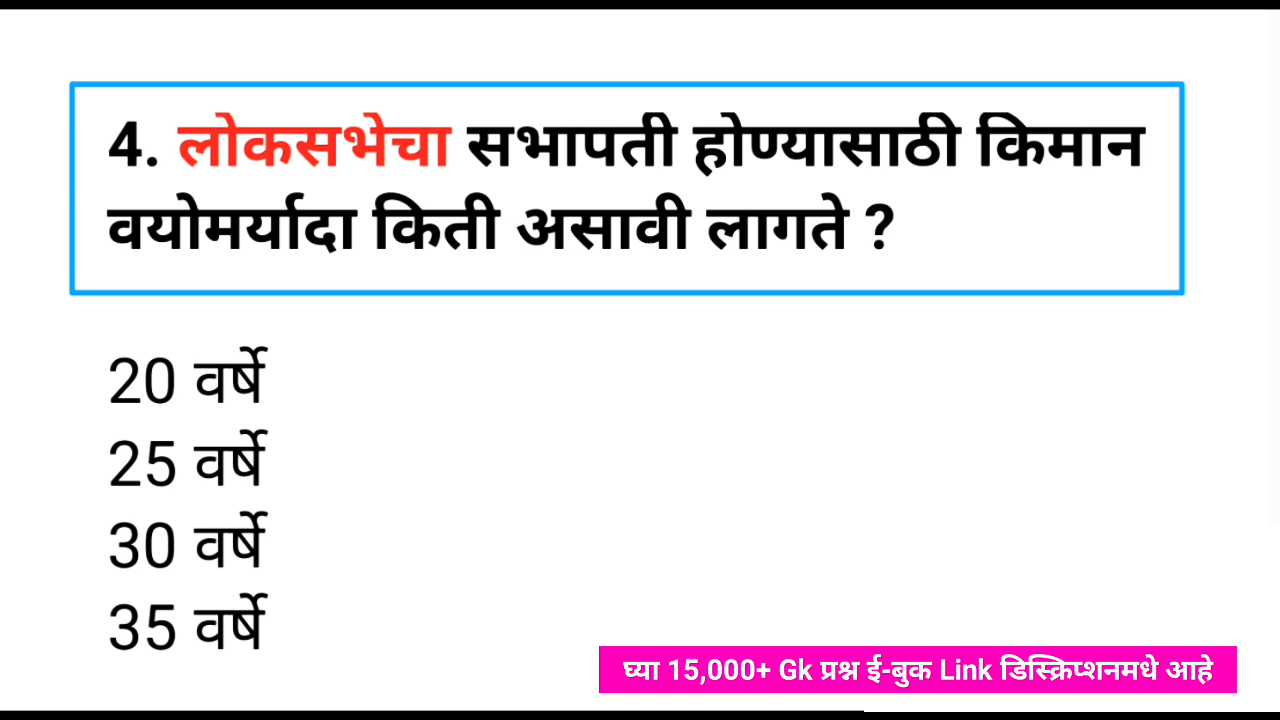 4. लोकसभेचा सभापती होण्यासाठी किमान
वयोमर्यादा किती असावी लागते ?
20 वर्षे
25 वर्षे
30 वर्षे
35 वर्षे
घ्या 15,000+ Gk प्रश्न ई-बुक Link डिस्क्रिप्शनमधे आहे